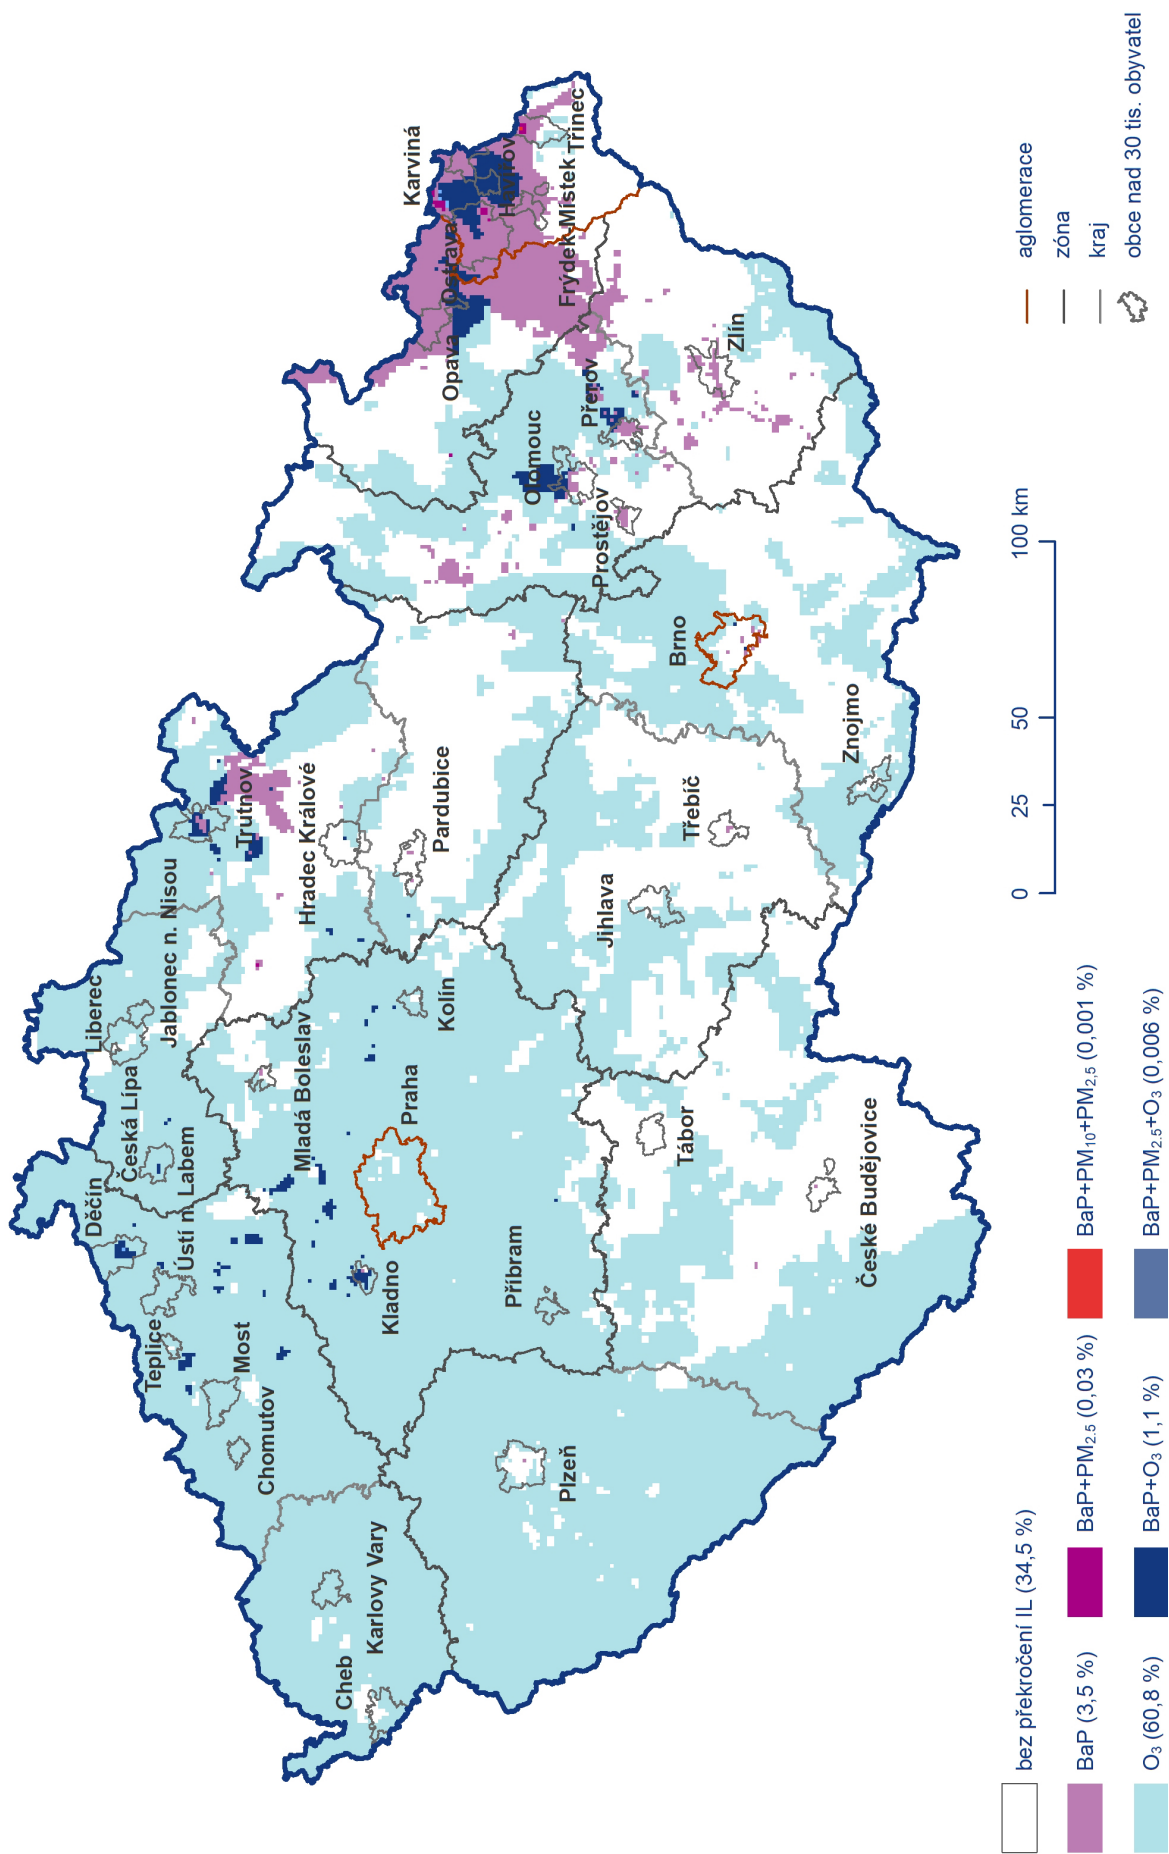 Děčín
Liberec
Česká Lípa
Jablonec n. Nisou
Teplice
Ústí n. Labem
Most
Chomutov
Trutnov
Mladá Boleslav
Hradec Králové
Cheb
Karlovy Vary
Kladno
Praha
Kolín
Pardubice
Plzeň
Příbram
Tábor
České Budějovice
Jihlava
Třebíč
Znojmo
Brno
Prostějov
Olomouc
Přerov
Zlín
Opava
Ostrava
Karviná
Havířov
Frýdek-Místek
Třinec
0
25
50
100 km
bez překročení IL (34,5 %)
BaP (3,5 %)
BaP+PM₂.₅ (0,03 %)
BaP+PM₁₀+PM₂,₅ (0,001 %)
O₃ (60,8 %)
BaP+O₃ (1,1 %)
BaP+PM₂.₅+O₃ (0,006 %)
aglomerace
zóna
kraj
obce nad 30 tis. obyvatel